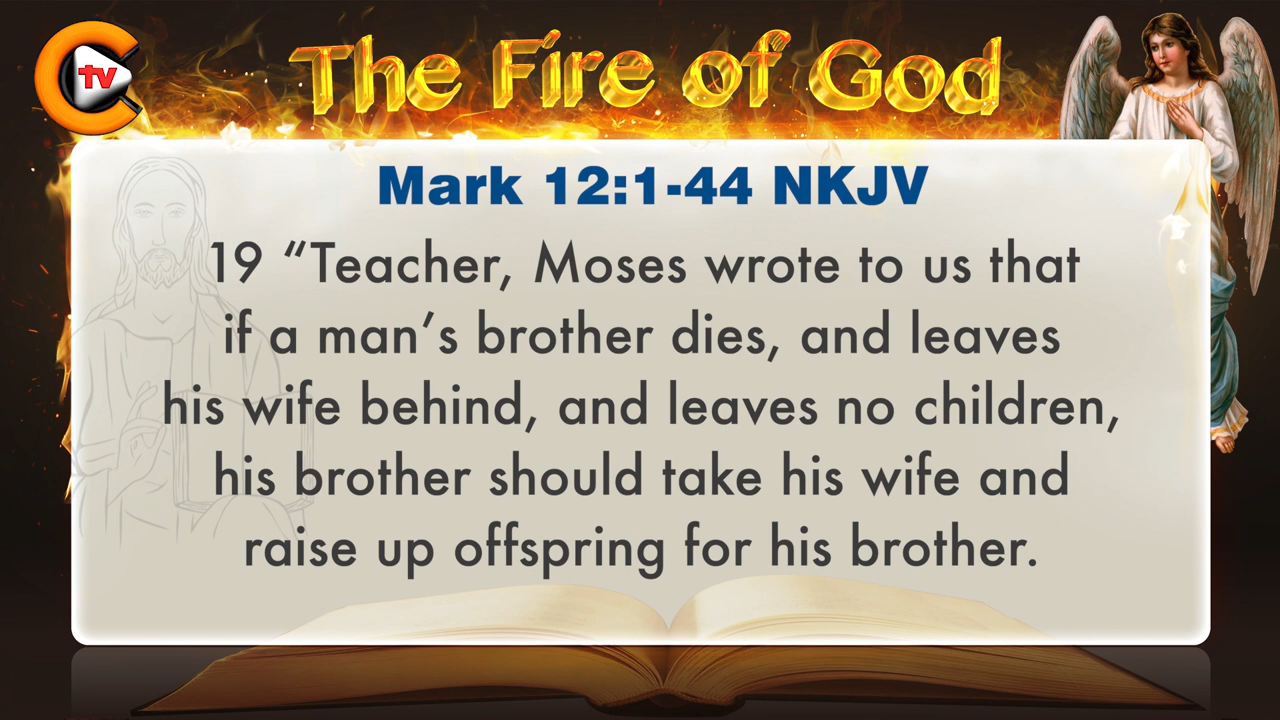 tv
The Fire of God
Mark 12:1-44 NKJV
19 “Teacher, Moses wrote to us that
if a man’s brother dies, and leaves
his wife behind, and leaves no children,
his brother should take his wife and
raise up offspring for his brother.